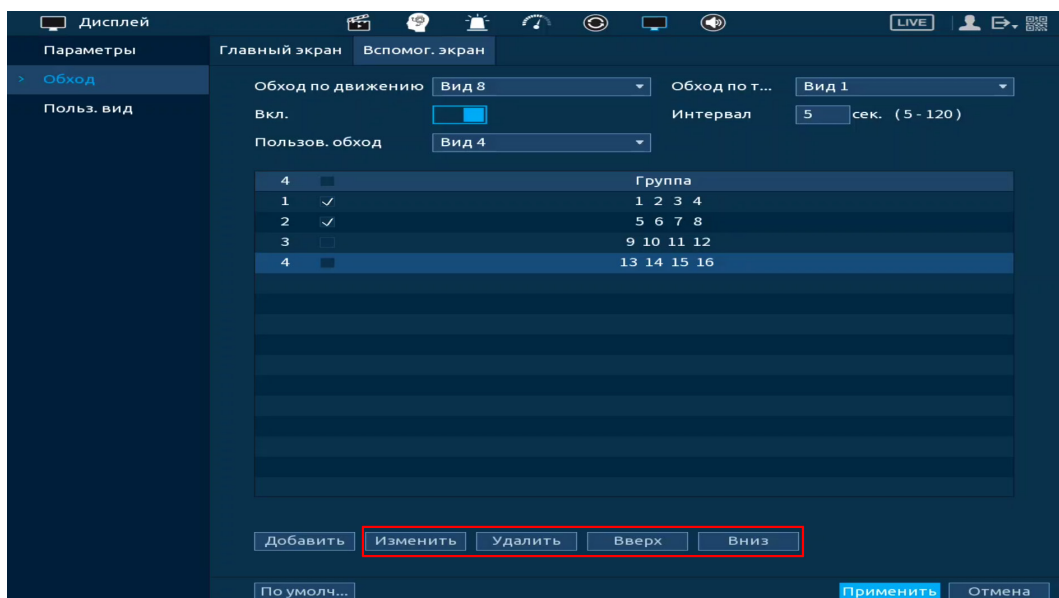 Дисплей LIVE
Параметры Главный экран Вспомог. экран
> Обход
Обход по движению Вид 8 Обход по т... Вид 1
Польз. вид
Вкл. Интервал 5 сек. (5-120)
Пользов. обход Вид 4
4 Группа
1 1 2 3 4
2 5 6 7 8
3 9 10 11 12
4 13 14 15 16
Добавить Изменить Удалить Вверх Вниз
По умолч... Применить Отмена